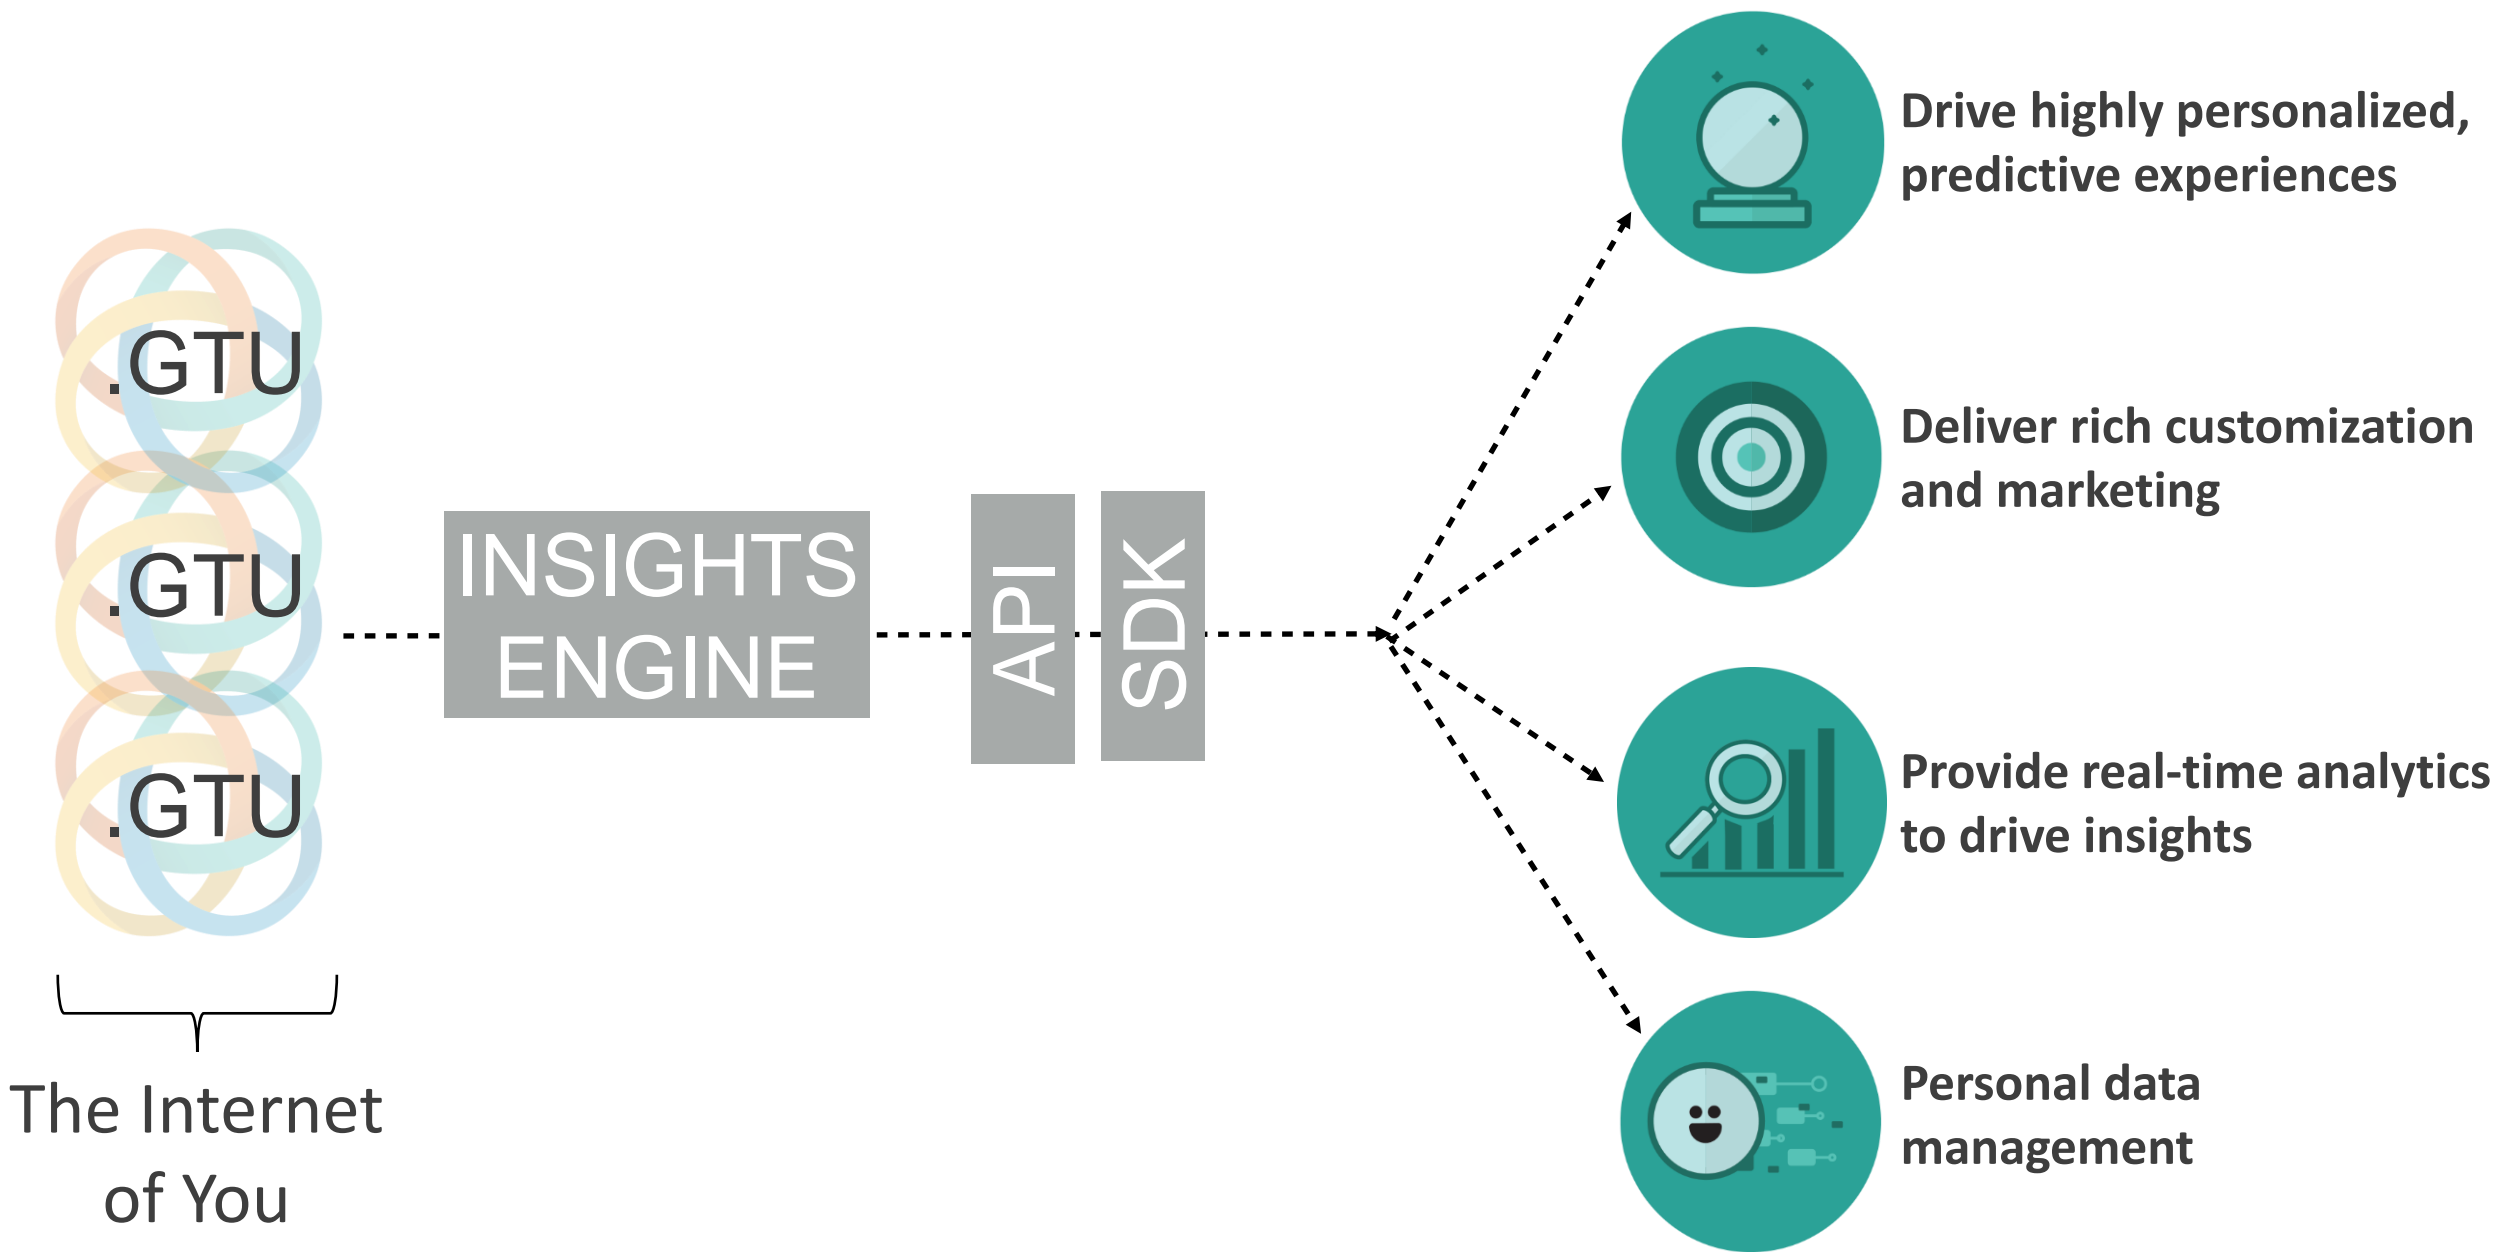 .GTU
.GTU
.GTU
The Internet
of You
INSIGHTS
ENGINE
API
SDK
Drive highly personalized,
predictive experiences
Deliver rich customization
and marketing
Provide real-time analytics
to drive insights
Personal data
management